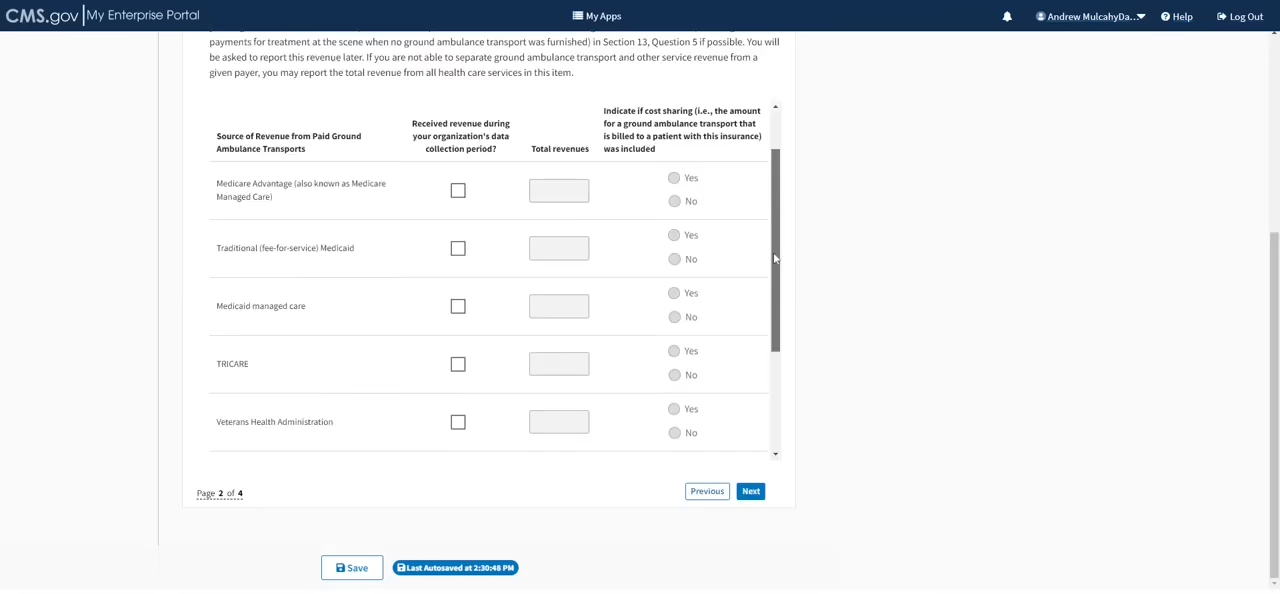 CMS.gov My Enterprise Portal
My Apps
Andrew MulcahyDa...
Help
Log Out
payments for treatment at the scene when no ground ambulance transport was furnished) in Section 13, Question 5 if possible. You will
be asked to report this revenue later. If you are not able to separate ground ambulance transport and other service revenue from a
given payer, you may report the total revenue from all health care services in this item.
Source of Revenue from Paid Ground
Ambulance Transports
Received revenue during
your organization's data
collection period?
Total revenues
Indicate if cost sharing (i.e., the amount
for a ground ambulance transport that
is billed to a patient with this insurance)
was included
Medicare Advantage (also known as Medicare
Managed Care)
Yes
No
Traditional (fee-for-service) Medicaid
Yes
No
Medicaid managed care
Yes
No
TRICARE
Yes
No
Veterans Health Administration
Yes
No
Page 2 of 4
Previous
Next
Save
Last Autosaved at 2:30:48 PM